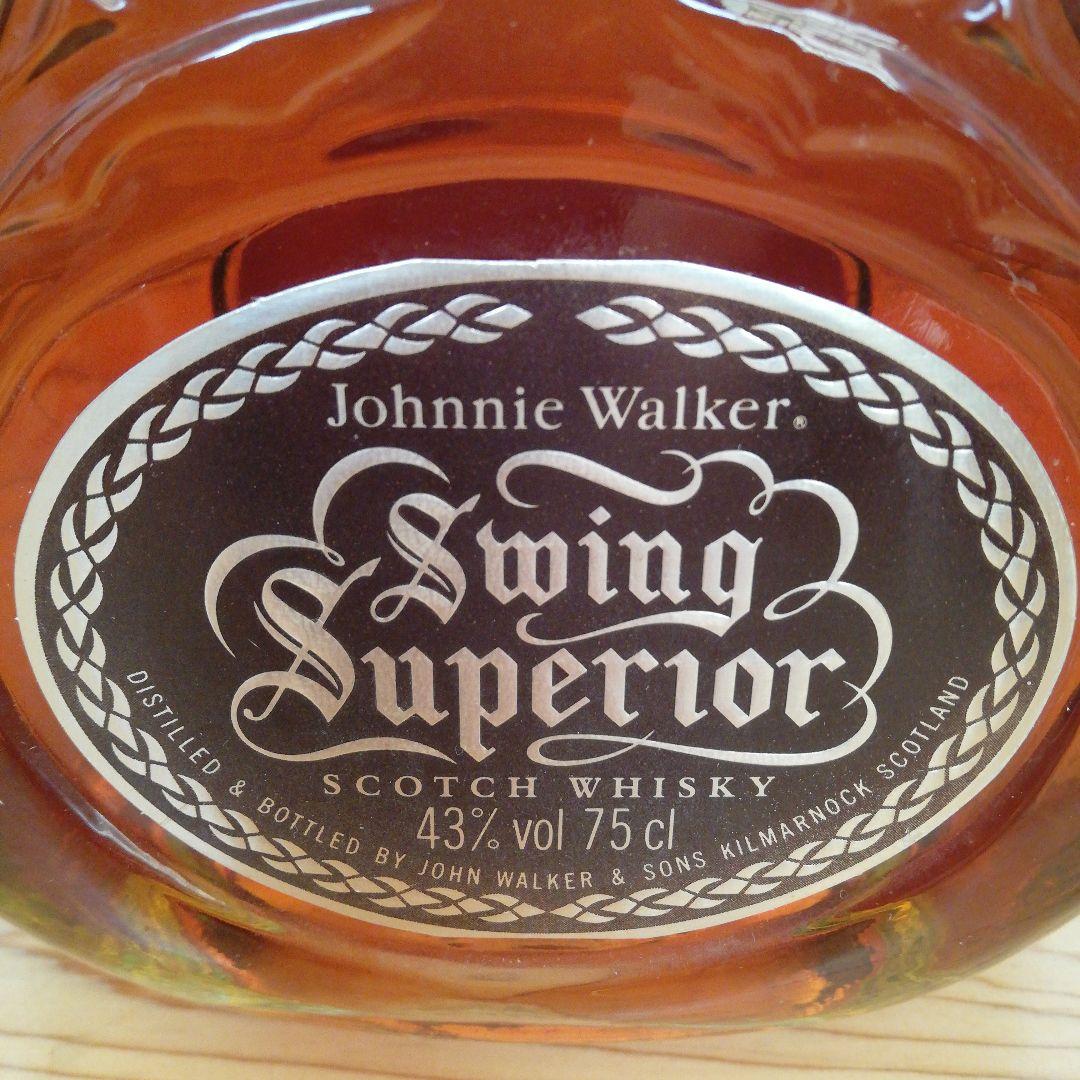 Johnnie Walker®
Swing
Superior
SCOTCH WHISKY
43% vol 75 cl
DISTILLED & BOTTLED BY JOHN WALKER & SONS KILMARNOCK SCOTLAND